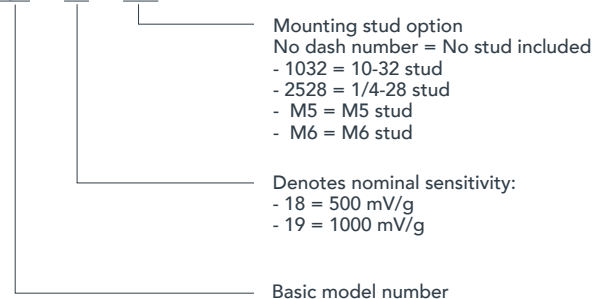 Mounting stud option
No dash number = No stud included
- 1032 = 10-32 stud
- 2528 = 1/4-28 stud
- M5 = M5 stud
- M6 = M6 stud
Denotes nominal sensitivity:
- 18 = 500 mV/g
- 19 = 1000 mV/g
Basic model number